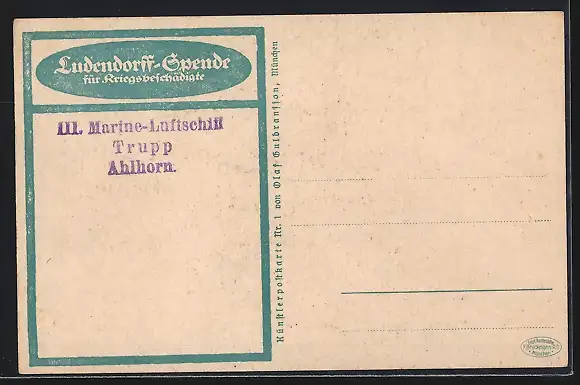 Ludendorff-Spende
für Kriegsbeschädigte
III. Marine-Luftschiff
Trupp
Ahlhorn.
Künstlerpostkarte Nr. 1 von Olaf Gulbransson, München